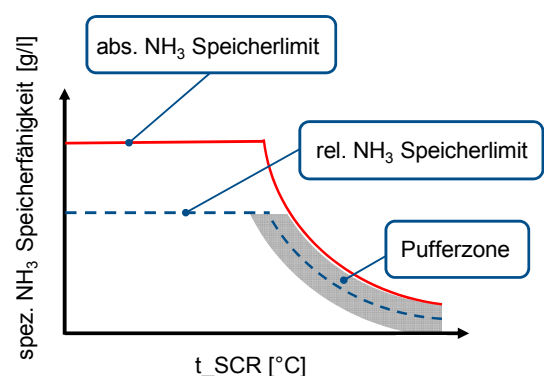 abs. NH₃ Speicherlimit
spez. NH₃ Speicherfähigkeit [g/l]
rel. NH₃ Speicherlimit
Pufferzone
t_SCR [°C]